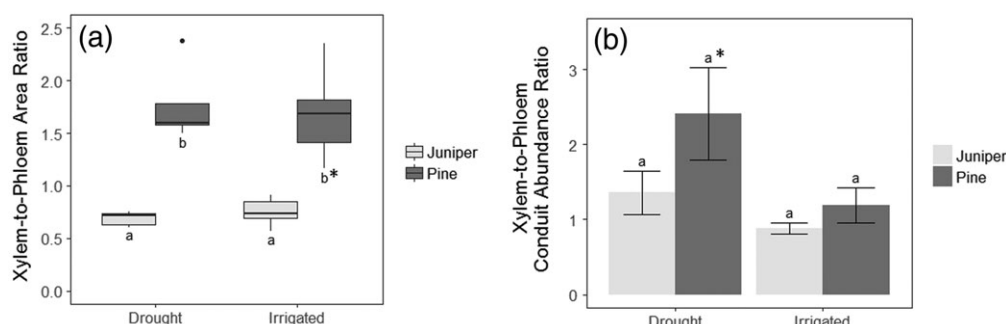 (a)
Xylem-to-Phloem Area Ratio
2.5
2.0
1.5
1.0
0.5
0.0
b
b*
a
a
Drought
Irrigated
Juniper
Pine
(b)
Xylem-to-Phloem
Conduit Abundance Ratio
3
2
1
0
a
a*
a
a
Drought
Irrigated
Juniper
Pine